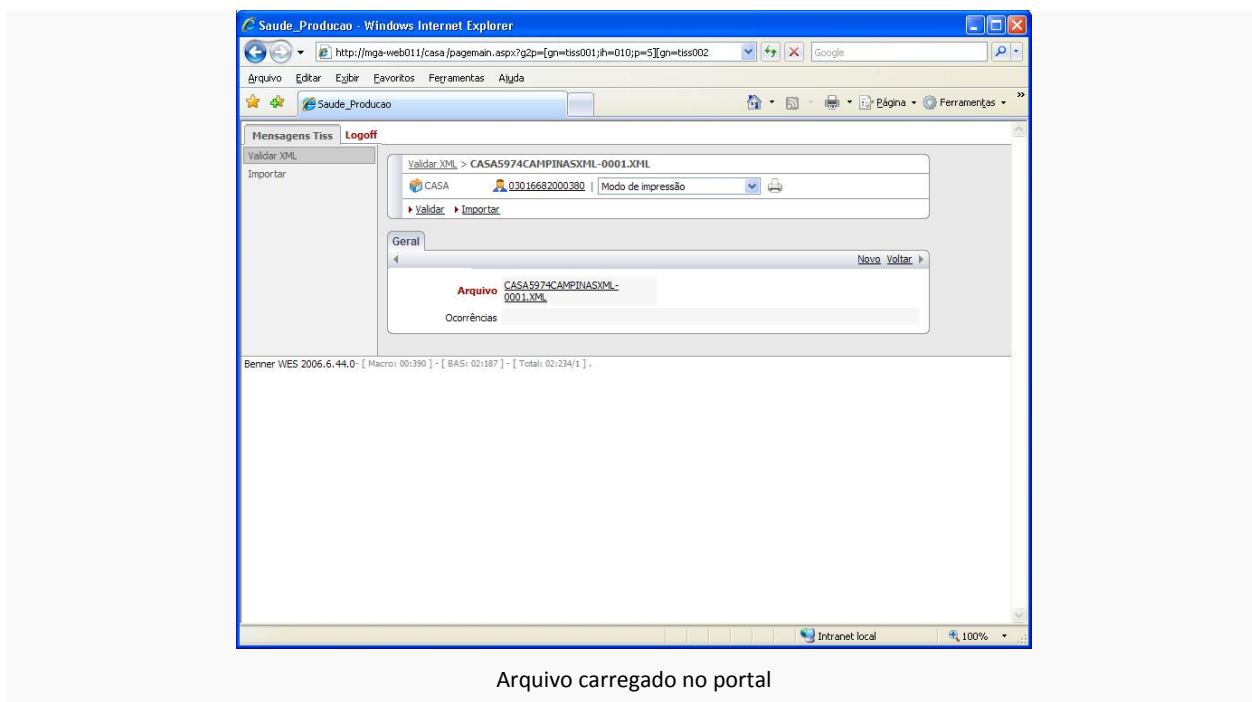 Saude_Producao - Windows Internet Explorer
http://mga-web011/casa/pagemain.aspx?g2p=[gn=tiss001;ih=010;p=5][gn=tiss002
Google
Arquivo Editar Exibir Favoritos Ferramentas Ajuda
Saude_Producao
Página Ferramentas
Mensagens Tiss Logoff
Validar XML
Importar
Validar XML > CASA5974CAMPINASXML-0001.XML
CASA 03016682000380 | Modo de impressão
Validar Importar
Geral
Novo Voltar
Arquivo CASA5974CAMPINASXML-
0001.XML
Ocorrências
Benner WES 2006.6.44.0- [ Macro: 00:390 ] - [ BAS: 02:187 ] - [ Total: 02:234/1 ] .
Intranet local 100%
Arquivo carregado no portal